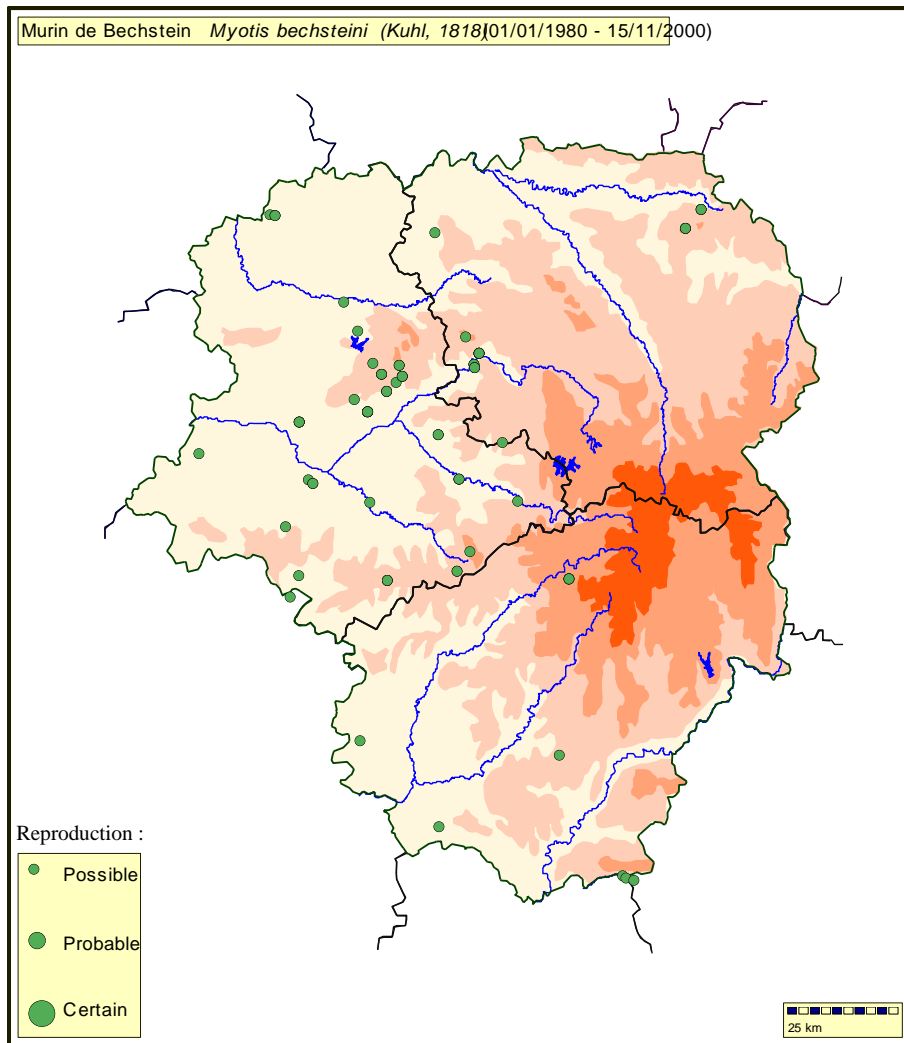 Murin de Bechstein Myotis bechsteini (Kuhl, 1818)(01/01/1980 - 15/11/2000)
Reproduction :
Possible
Probable
Certain
25 km